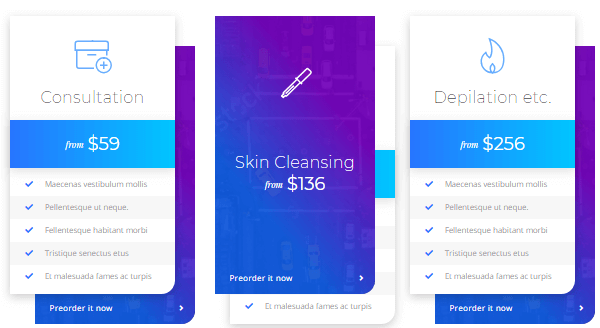 Consultation
from $59
Maecenas vestibulum mollis
Pellentesque ut neque.
Fellentesque habitant morbi
Tristique senectus etus
Et malesuada fames ac turpis
Preorder it now
Skin Cleansing
from $136
Preorder it now
Et malesuada fames ac turpis
Depilation etc.
from $256
Maecenas vestibulum mollis
Pellentesque ut neque.
Fellentesque habitant morbi
Tristique senectus etus
Et malesuada fames ac turpis
Preorder it now